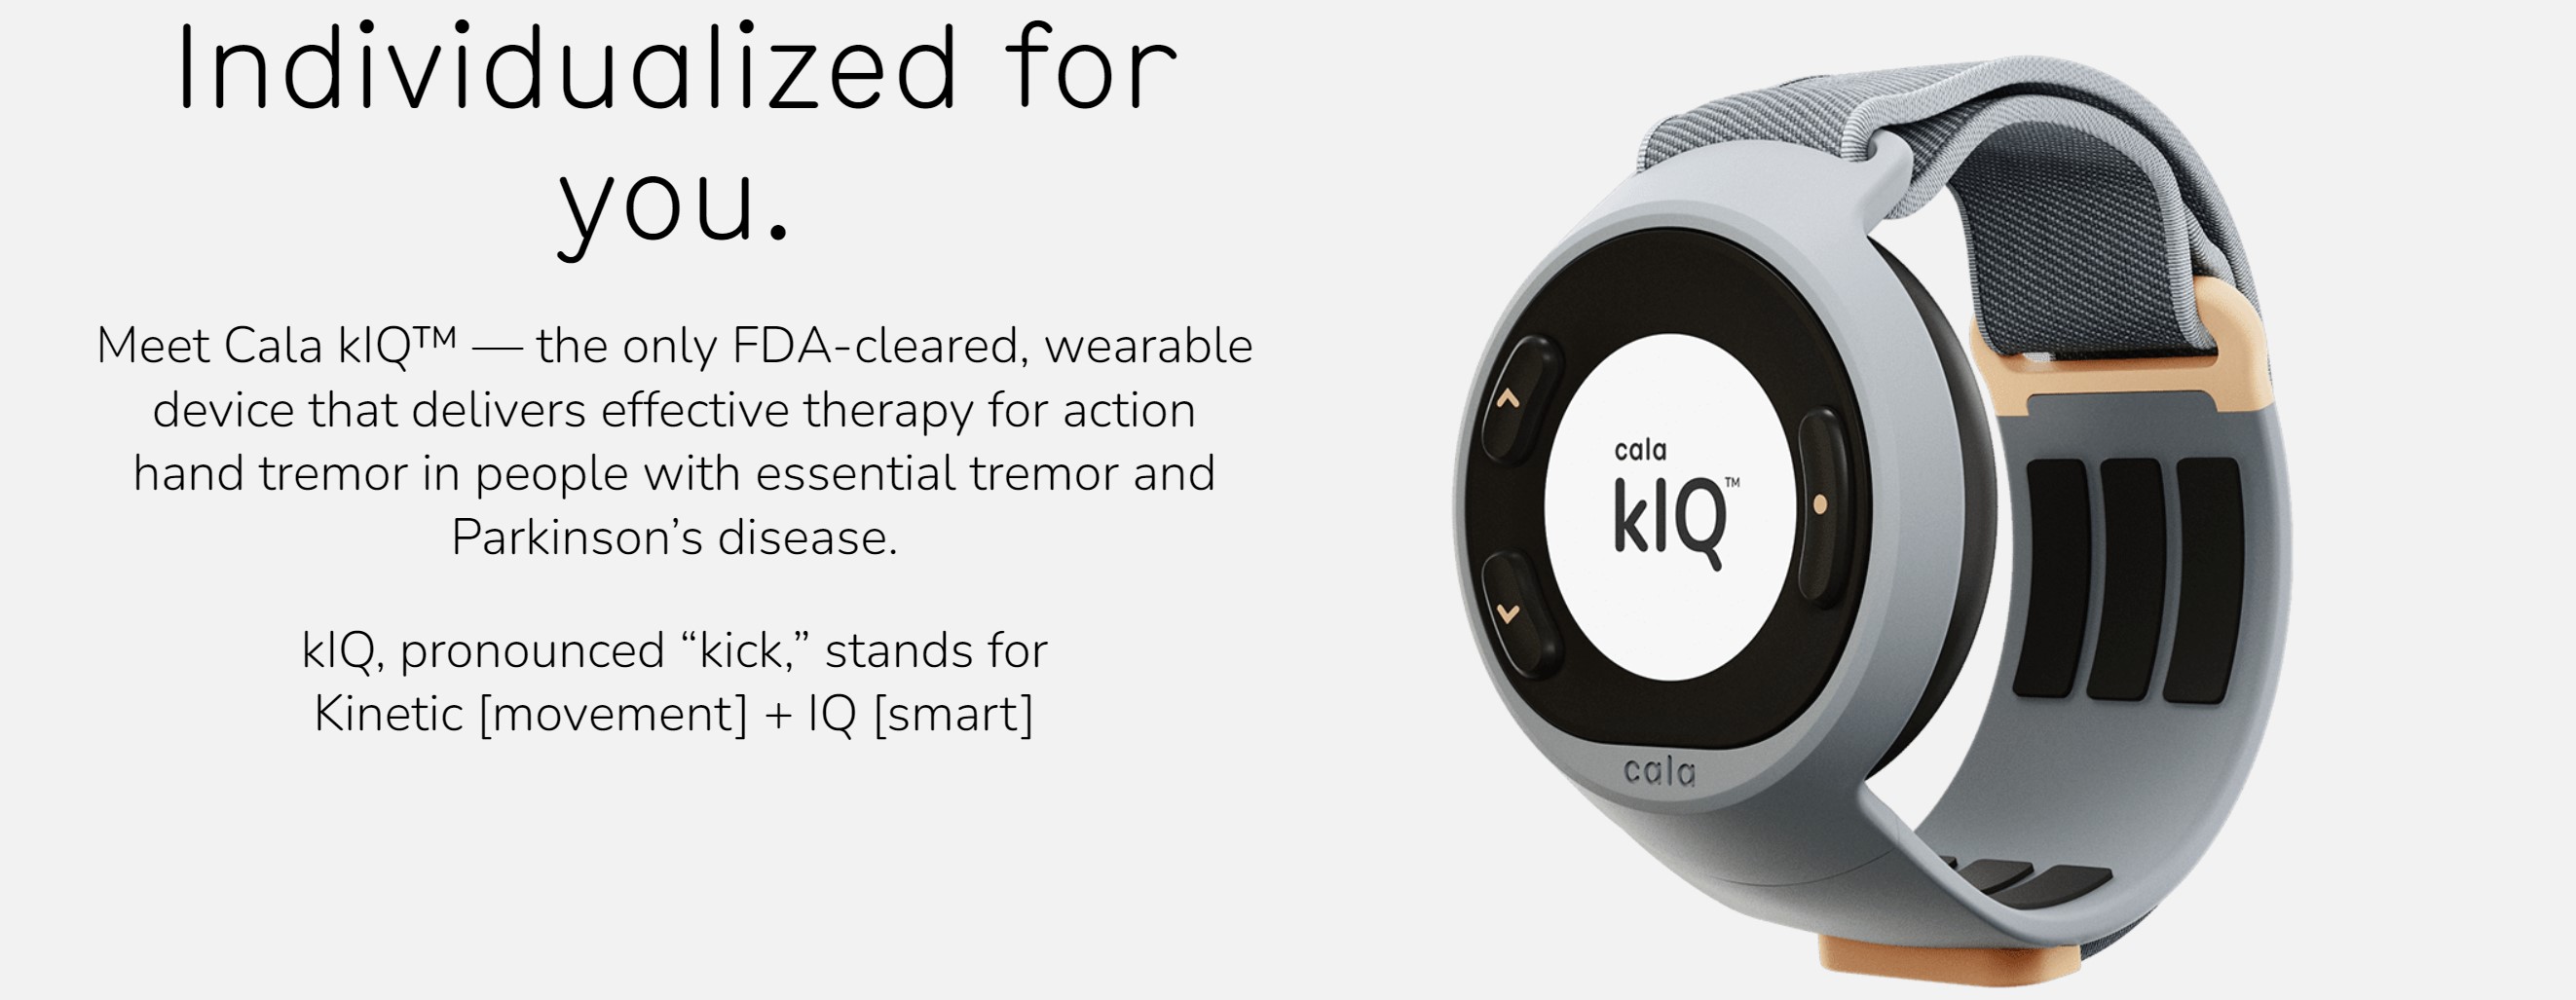 Individualized for
you.
Meet Cala kIQ™ — the only FDA-cleared, wearable
device that delivers effective therapy for action
hand tremor in people with essential tremor and
Parkinson’s disease.
kIQ, pronounced “kick,” stands for
Kinetic [movement] + IQ [smart]
cala
kIQ™
cala